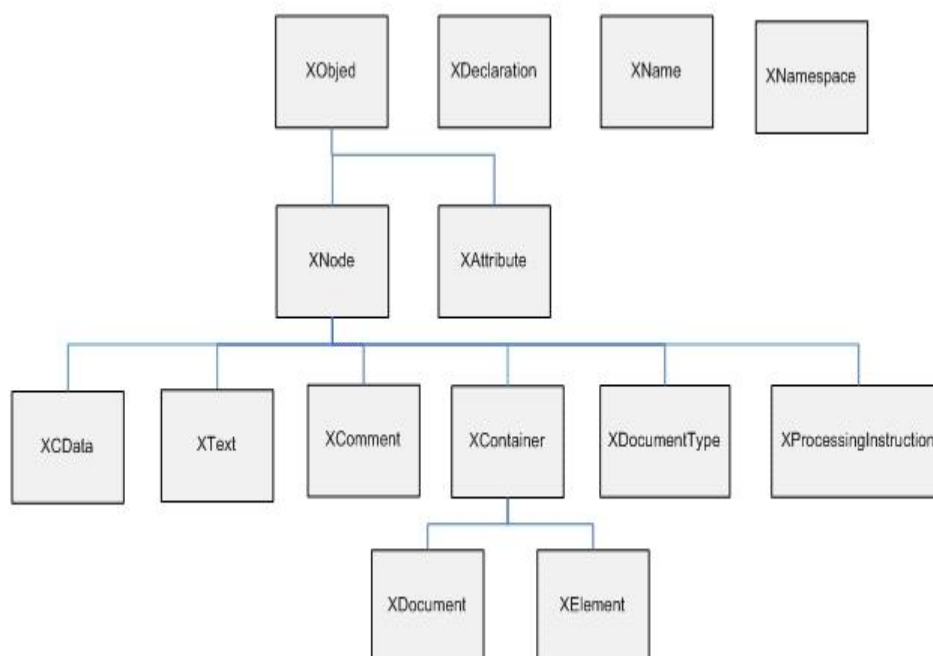 XObjed
XDeclaration
XName
XNamespace
XNode
XAttribute
XCData
XText
XComment
XContainer
XDocumentType
XProcessingInstruction
XDocument
XElement